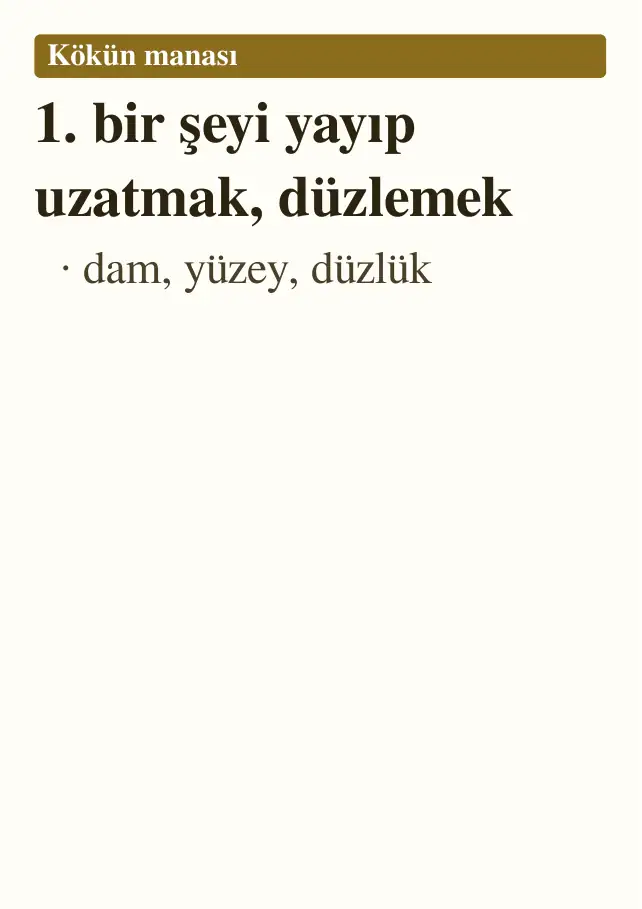 Kökün manası
1. bir şeyi yayıp
uzatmak, düzlemek
· dam, yüzey, düzlük